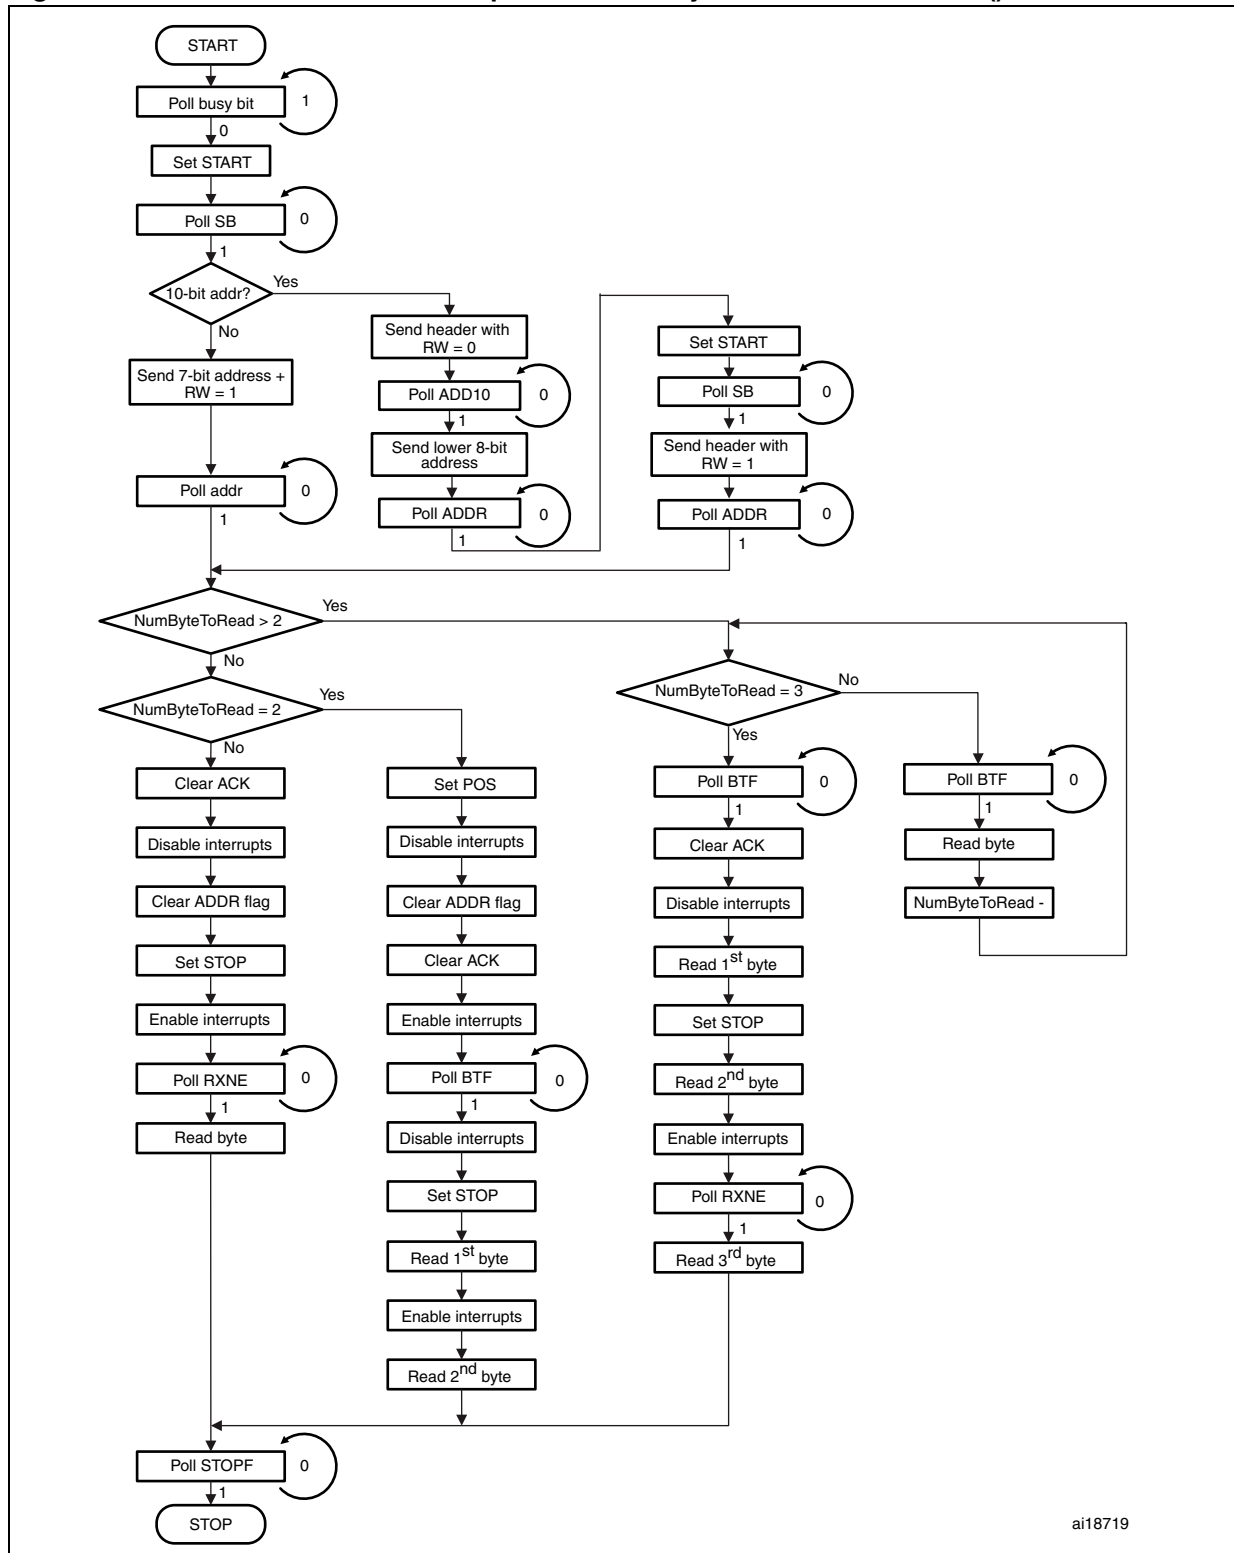 START
Poll busy bit
1
0
Set START
Poll SB
0
1
10-bit addr?
Yes
No
Send 7-bit address +
RW = 1
Poll addr
0
1
Send header with
RW = 0
Poll ADD10
0
1
Send lower 8-bit
address
Poll ADDR
0
1
Set START
Poll SB
0
1
Send header with
RW = 1
Poll ADDR
0
1
NumByteToRead > 2
Yes
No
NumByteToRead = 2
Yes
No
Clear ACK
Disable interrupts
Clear ADDR flag
Set STOP
Enable interrupts
Poll RXNE
0
1
Read byte
Set POS
Disable interrupts
Clear ADDR flag
Clear ACK
Enable interrupts
Poll BTF
0
1
Disable interrupts
Set STOP
Read 1st byte
Enable interrupts
Read 2nd byte
NumByteToRead = 3
No
Yes
Poll BTF
0
1
Clear ACK
Disable interrupts
Read 1st byte
Set STOP
Read 2nd byte
Enable interrupts
Poll RXNE
0
1
Read 3rd byte
Poll BTF
0
1
Read byte
NumByteToRead -
Poll STOPF
0
1
STOP
ai18719